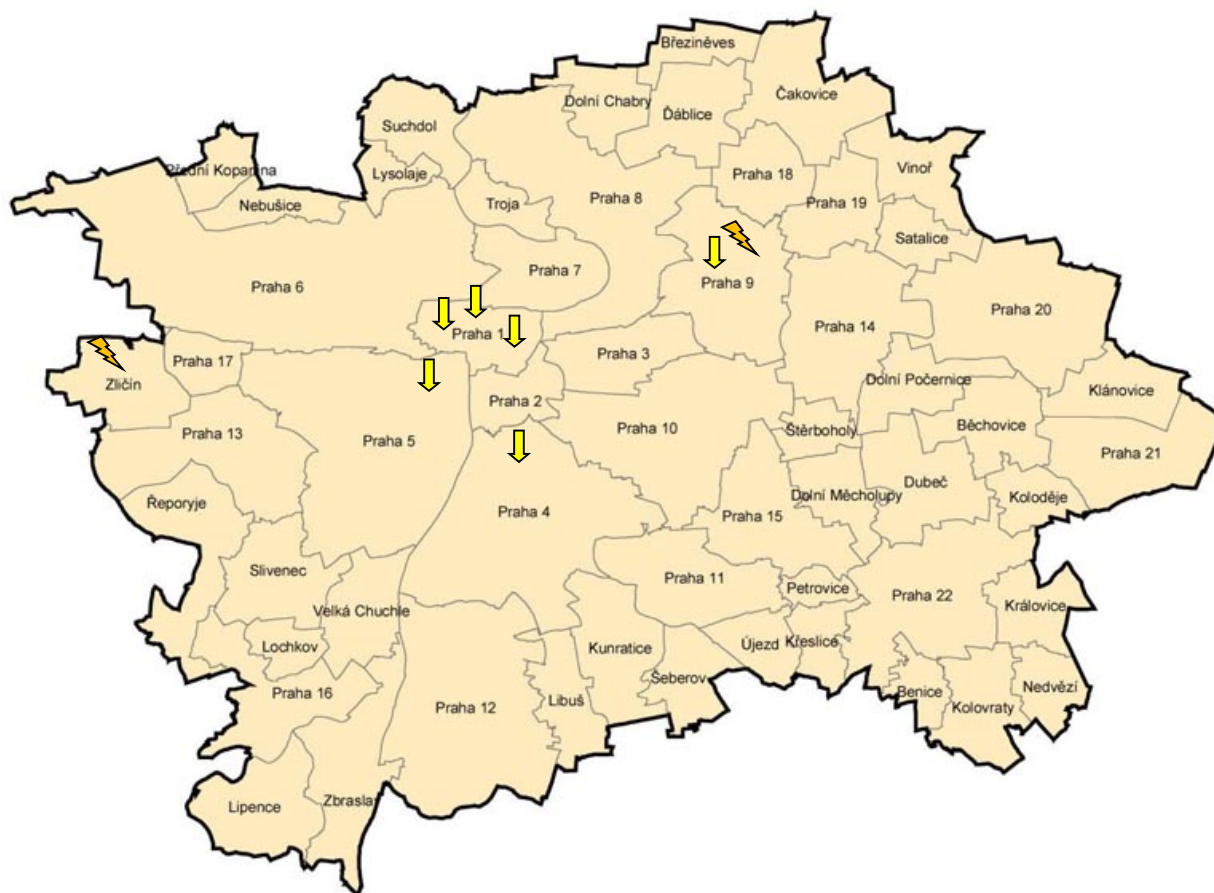 Březiněves
Dolní Chabry
Ďáblice
Čakovice
Suchdol
Přední Kopanina
Lysolaje
Nebušice
Troja
Praha 8
Praha 18
Praha 19
Vinoř
Satalice
Praha 7
Praha 6
Praha 9
Praha 20
Praha 1
Praha 14
Praha 3
Praha 17
Zličín
Dolní Počernice
Klánovice
Praha 2
Praha 13
Praha 5
Praha 10
Štěrboholy
Běchovice
Praha 21
Řeporyje
Dolní Měcholupy
Dubeč
Koloděje
Praha 4
Praha 15
Slivenec
Praha 11
Petrovice
Praha 22
Královice
Velká Chuchle
Lochkov
Kunratice
Újezd
Křeslice
Šeberov
Praha 16
Praha 12
Libuš
Benice
Kolovraty
Nedvězí
Lipence
Zbrasla